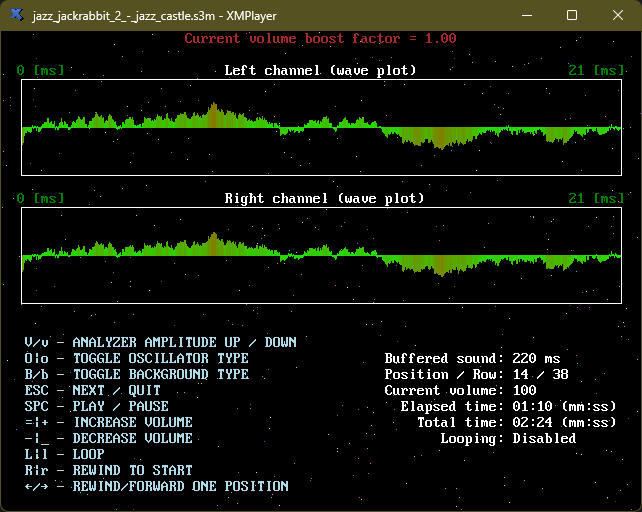 jazz_jackrabbit_2_-_jazz_castle.s3m - XMPlayer
Current volume boost factor = 1.00
0 [ms] Left channel (wave plot) 21 [ms]
0 [ms] Right channel (wave plot) 21 [ms]
V/v - ANALYZER AMPLITUDE UP / DOWN
O|o - TOGGLE OSCILLATOR TYPE
B/b - TOGGLE BACKGROUND TYPE
ESC - NEXT / QUIT
SPC - PLAY / PAUSE
=|+ - INCREASE VOLUME
-|_ - DECREASE VOLUME
L|l - LOOP
R|r - REWIND TO START
←/→ - REWIND/FORWARD ONE POSITION
Buffered sound: 220 ms
Position / Row: 14 / 38
Current volume: 100
Elapsed time: 01:10 (mm:ss)
Total time: 02:24 (mm:ss)
Looping: Disabled